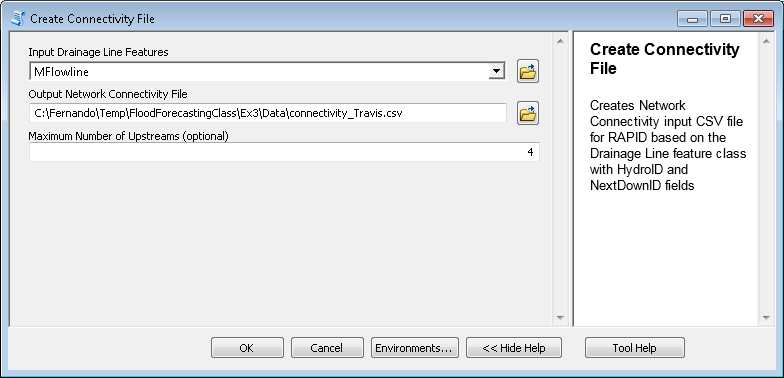 Create Connectivity File
Input Drainage Line Features
MFlowline
Output Network Connectivity File
C:\Fernando\Temp\FloodForecastingClass\Ex3\Data\connectivity_Travis.csv
Maximum Number of Upstreams (optional)
4
Create Connectivity
File
Creates Network
Connectivity input CSV file
for RAPID based on the
Drainage Line feature class
with HydroID and
NextDownID fields
OK
Cancel
Environments...
<< Hide Help
Tool Help